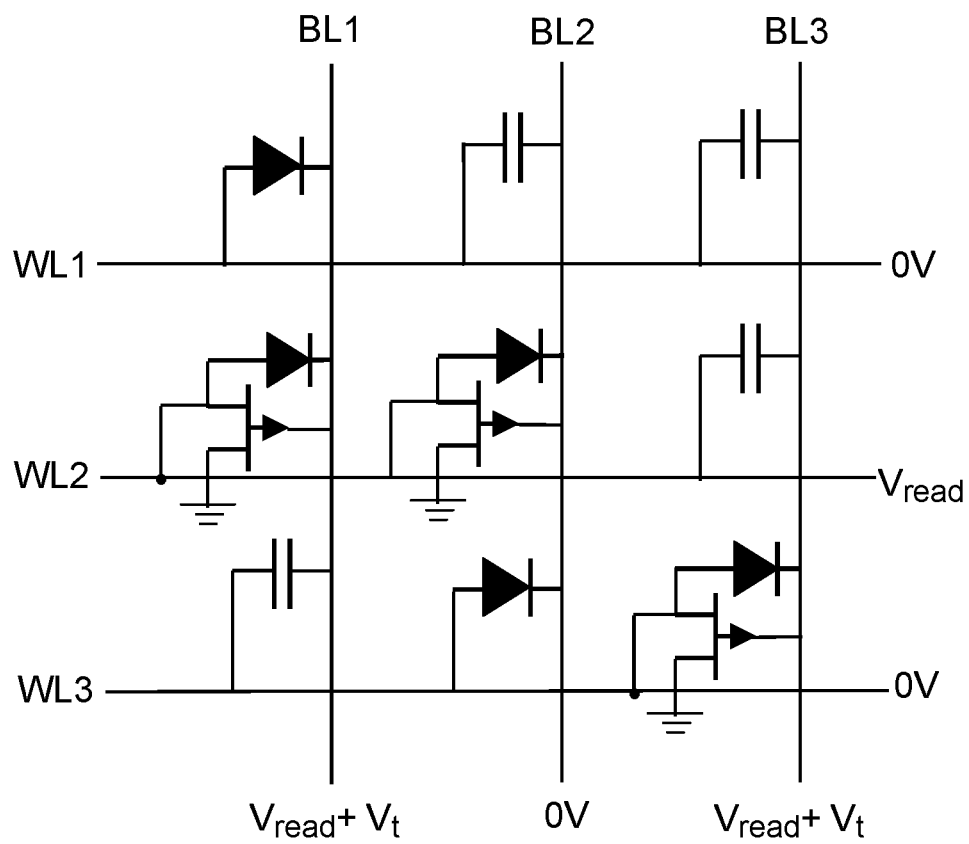 BL1 BL2 BL3
WL1 0V
WL2 Vread
WL3 0V
Vread+ Vt 0V Vread+ Vt